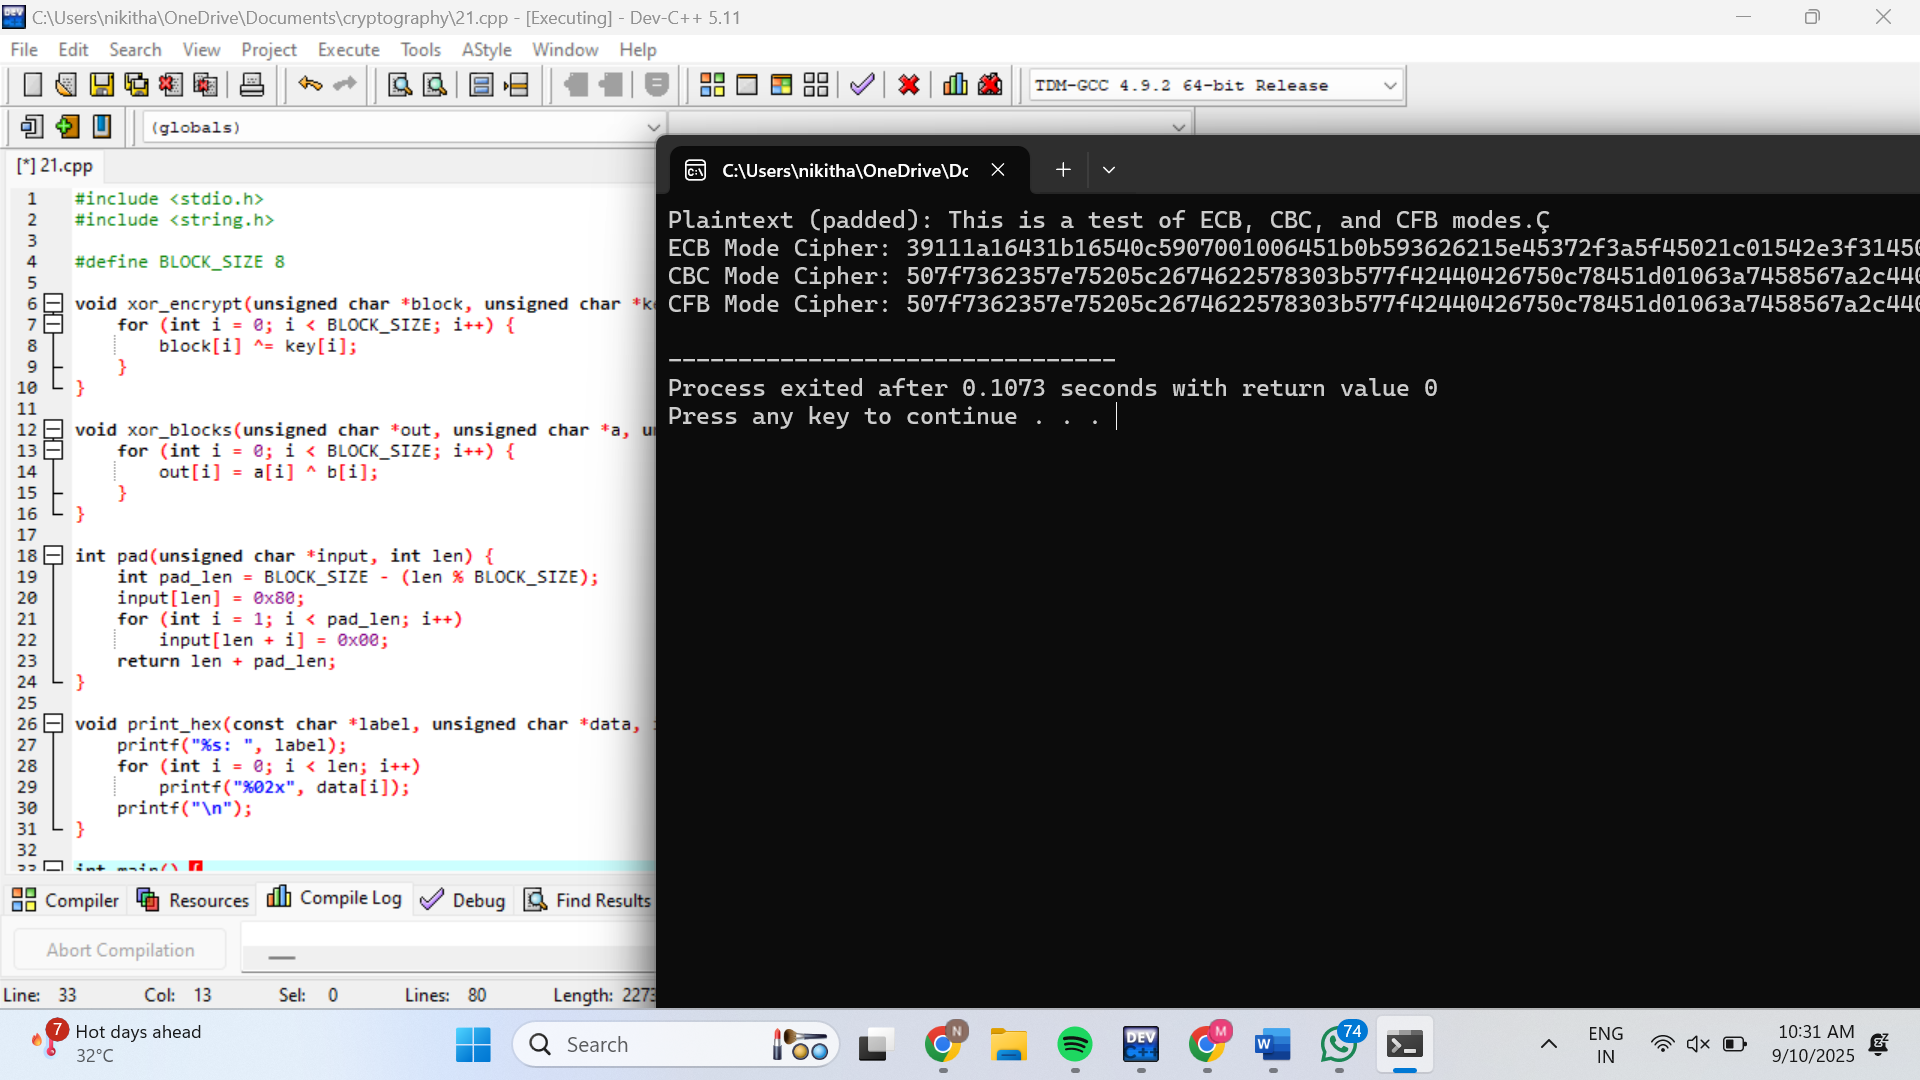 C:\Users\nikitha\OneDrive\Documents\cryptography\21.cpp - [Executing] - Dev-C++ 5.11
File Edit Search View Project Execute Tools AStyle Window Help
TDM-GCC 4.9.2 64-bit Release
(globals)
[*] 21.cpp
1 #include <stdio.h>
2 #include <string.h>
3
4 #define BLOCK_SIZE 8
5
6 void xor_encrypt(unsigned char *block, unsigned char *k
7 for (int i = 0; i < BLOCK_SIZE; i++) {
8 block[i] ^= key[i];
9 }
10 }
11
12 void xor_blocks(unsigned char *out, unsigned char *a, u
13 for (int i = 0; i < BLOCK_SIZE; i++) {
14 out[i] = a[i] ^ b[i];
15 }
16 }
17
18 int pad(unsigned char *input, int len) {
19 int pad_len = BLOCK_SIZE - (len % BLOCK_SIZE);
20 input[len] = 0x80;
21 for (int i = 1; i < pad_len; i++)
22 input[len + i] = 0x00;
23 return len + pad_len;
24 }
25
26 void print_hex(const char *label, unsigned char *data,
27 printf("%s: ", label);
28 for (int i = 0; i < len; i++)
29 printf("%02x", data[i]);
30 printf("\n");
31 }
32
33 int main() {
C:\Users\nikitha\OneDrive\Dc
Plaintext (padded): This is a test of ECB, CBC, and CFB modes.Ç
ECB Mode Cipher: 39111a16431b16540c5907001006451b0b593626215e45372f3a5f45021c01542e3f31450
CBC Mode Cipher: 507f7362357e75205c2674622578303b577f42440426750c78451d01063a7458567a2c440
CFB Mode Cipher: 507f7362357e75205c2674622578303b577f42440426750c78451d01063a7458567a2c440
--------------------------------
Process exited after 0.1073 seconds with return value 0
Press any key to continue . . .
Compiler Resources Compile Log Debug Find Results
Abort Compilation
Line: 33 Col: 13 Sel: 0 Lines: 80 Length: 2273
7 Hot days ahead
32°C
Search
N
DEV C++
M
W
74
ENG
IN
10:31 AM
9/10/2025